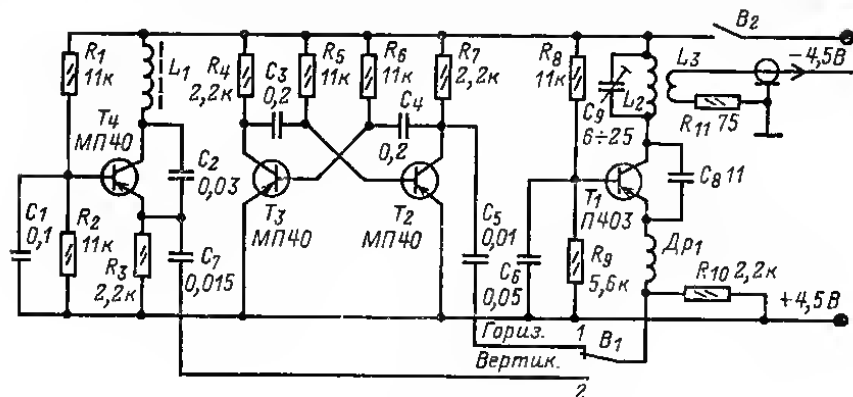 B2
R1
11к
L1
R4
2,2к
C3
0,2
R5
11к
R6
11к
C4
0,2
R7
2,2к
R8
11к
C9
6÷25
L2
L3
−4,5В
R11 75
T4
МП40
C2
0,03
T3
МП40
T2
МП40
C5
0,01
T1
П403
C8 11
C1
0,1
R2
11к
R3
2,2к
C7
0,015
C6
0,05
R9
5,6к
Др1
R10 2,2к
+4,5В
Гориз. 1
B1
Вертик.
2